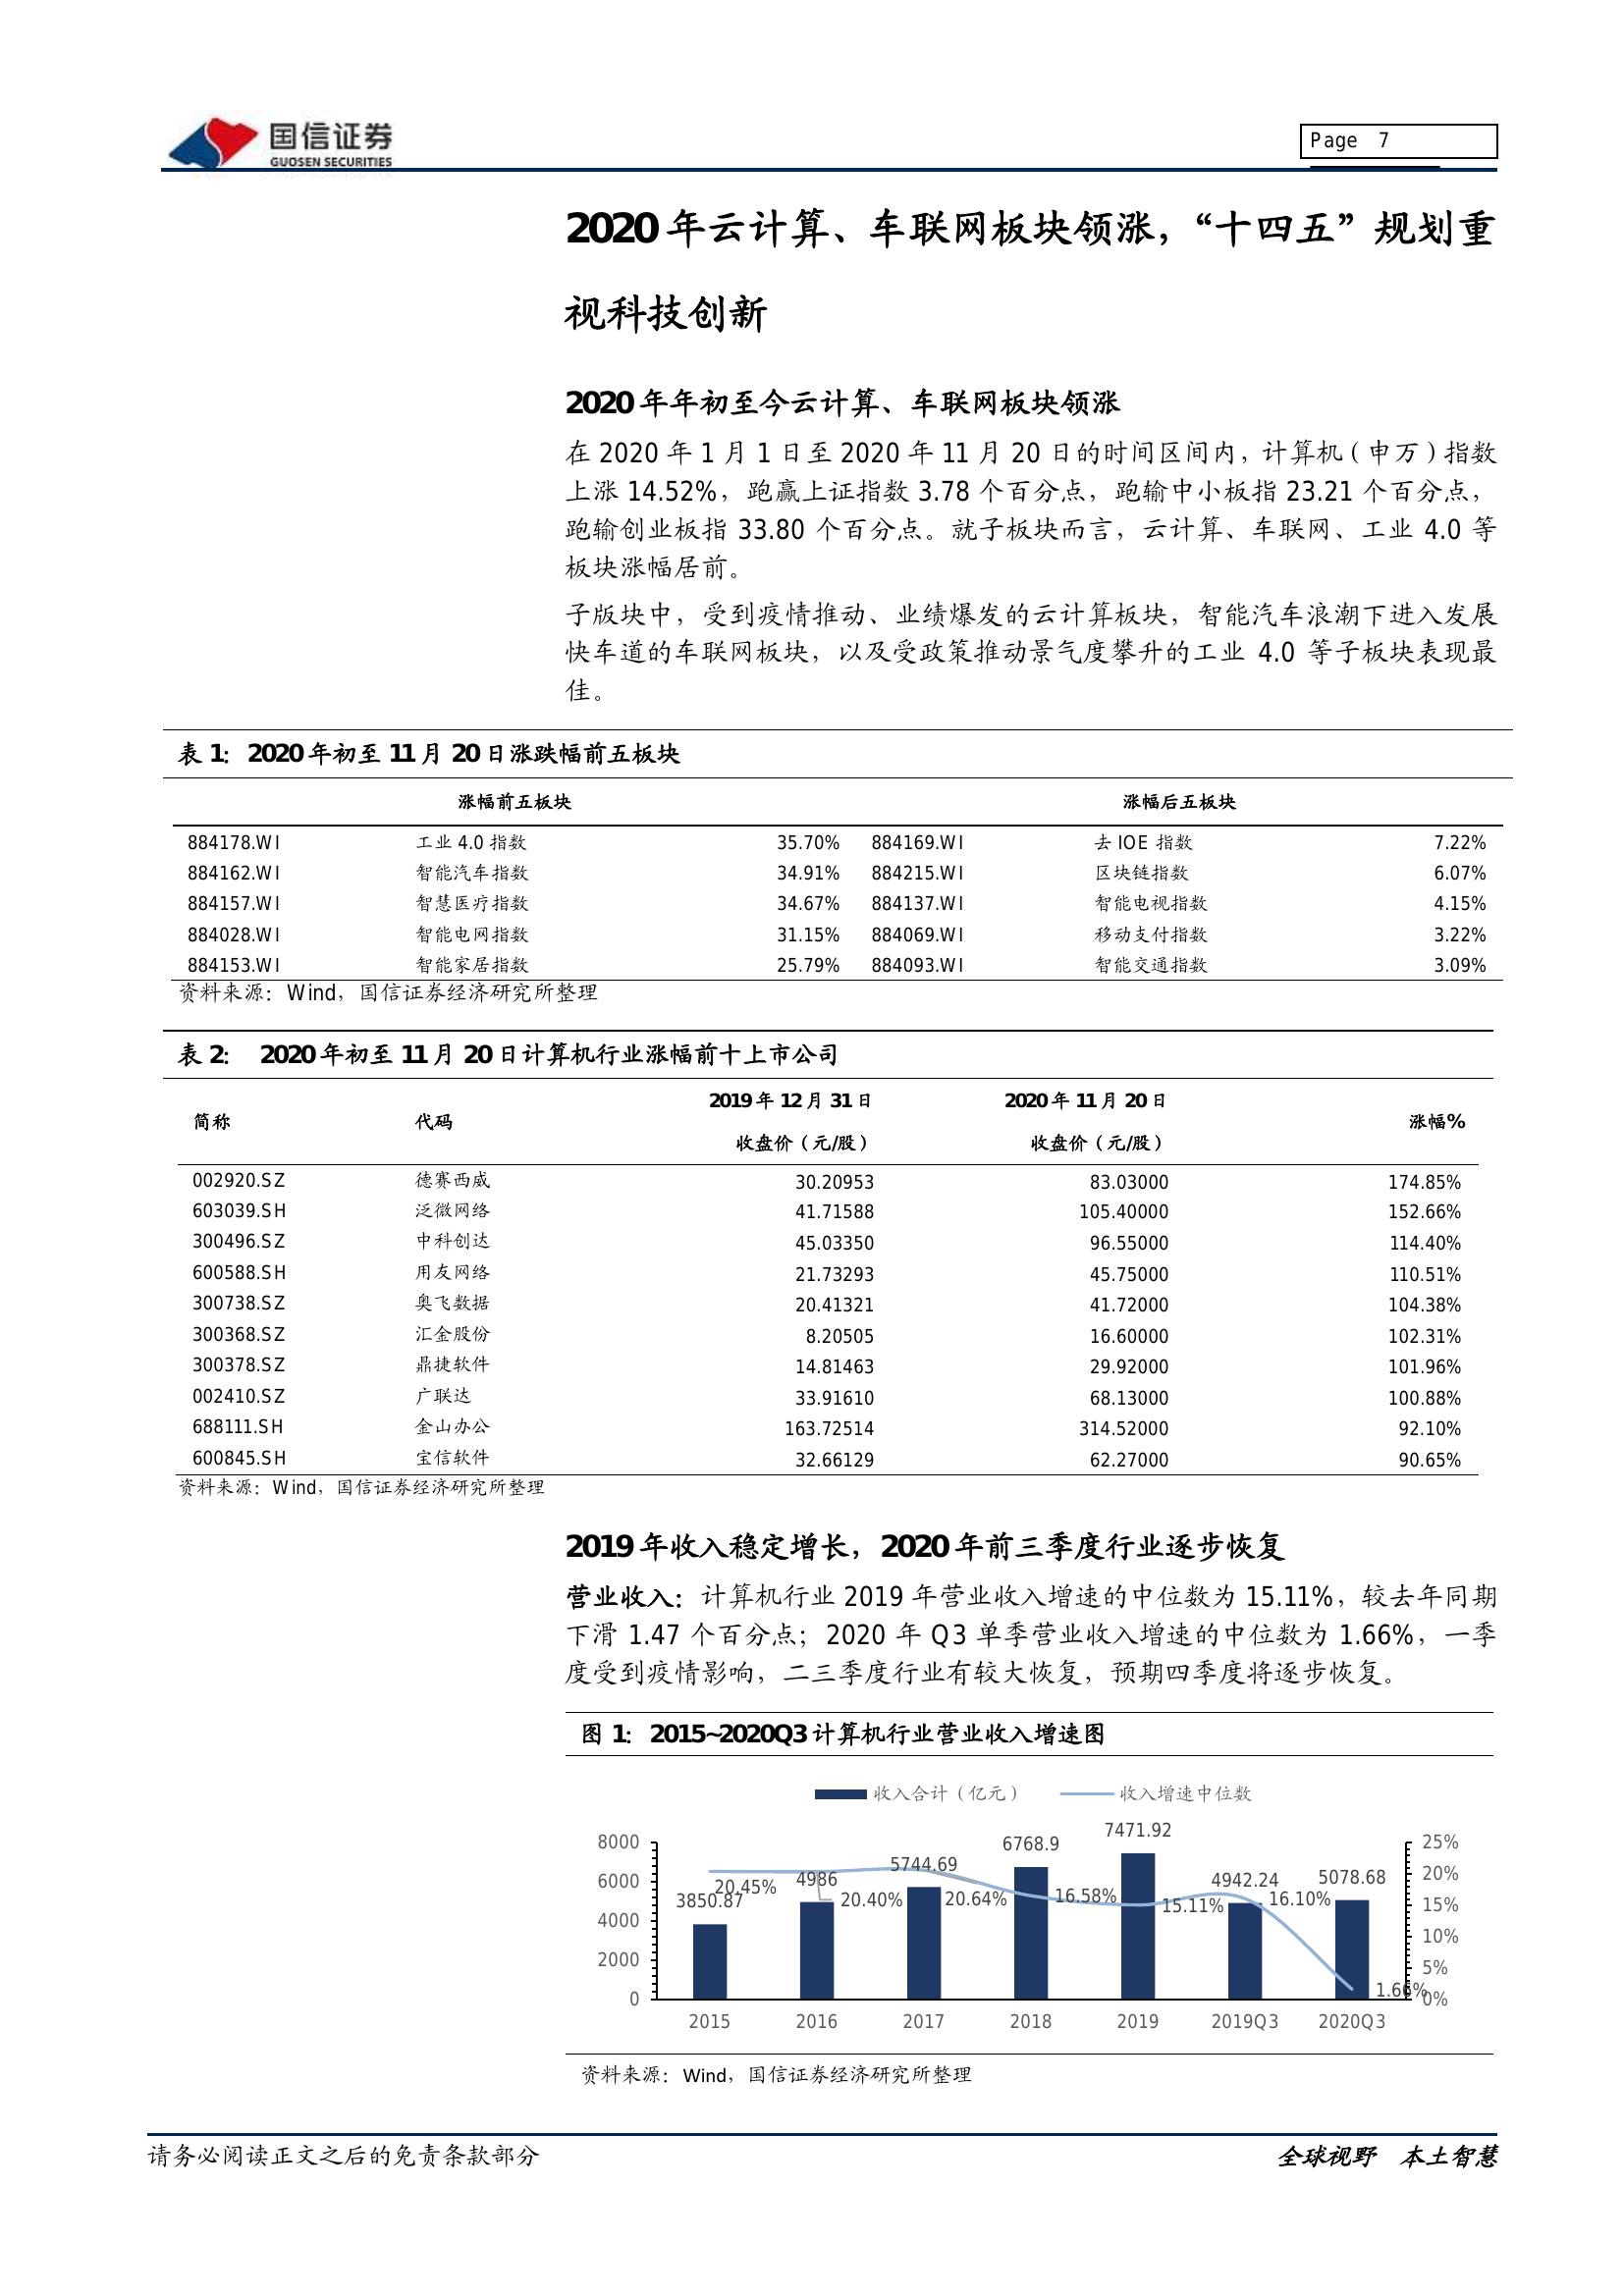 国信证券
GUOSEN SECURITIES
Page 7
2020 年云计算、车联网板块领涨，“十四五”规划重
视科技创新
2020 年年初至今云计算、车联网板块领涨
在 2020 年 1 月 1 日至 2020 年 11 月 20 日的时间区间内，计算机（申万）指数
上涨 14.52%，跑赢上证指数 3.78 个百分点，跑输中小板指 23.21 个百分点，
跑输创业板指 33.80 个百分点。就子板块而言，云计算、车联网、工业 4.0 等
板块涨幅居前。
子版块中，受到疫情推动、业绩爆发的云计算板块，智能汽车浪潮下进入发展
快车道的车联网板块，以及受政策推动景气度攀升的工业 4.0 等子板块表现最
佳。
表 1：2020 年初至 11 月 20 日涨跌幅前五板块
涨幅前五板块 涨幅后五板块
884178.WI 工业 4.0 指数 35.70% 884169.WI 去 IOE 指数 7.22%
884162.WI 智能汽车指数 34.91% 884215.WI 区块链指数 6.07%
884157.WI 智慧医疗指数 34.67% 884137.WI 智能电视指数 4.15%
884028.WI 智能电网指数 31.15% 884069.WI 移动支付指数 3.22%
884153.WI 智能家居指数 25.79% 884093.WI 智能交通指数 3.09%
资料来源：Wind，国信证券经济研究所整理
表 2： 2020 年初至 11 月 20 日计算机行业涨幅前十上市公司
简称 代码 2019 年 12 月 31 日 2020 年 11 月 20 日 涨幅%
收盘价（元/股） 收盘价（元/股）
002920.SZ 德赛西威 30.20953 83.03000 174.85%
603039.SH 泛微网络 41.71588 105.40000 152.66%
300496.SZ 中科创达 45.03350 96.55000 114.40%
600588.SH 用友网络 21.73293 45.75000 110.51%
300738.SZ 奥飞数据 20.41321 41.72000 104.38%
300368.SZ 汇金股份 8.20505 16.60000 102.31%
300378.SZ 鼎捷软件 14.81463 29.92000 101.96%
002410.SZ 广联达 33.91610 68.13000 100.88%
688111.SH 金山办公 163.72514 314.52000 92.10%
600845.SH 宝信软件 32.66129 62.27000 90.65%
资料来源：Wind，国信证券经济研究所整理
2019 年收入稳定增长，2020 年前三季度行业逐步恢复
营业收入：计算机行业 2019 年营业收入增速的中位数为 15.11%，较去年同期
下滑 1.47 个百分点；2020 年 Q3 单季营业收入增速的中位数为 1.66%，一季
度受到疫情影响，二三季度行业有较大恢复，预期四季度将逐步恢复。
图 1：2015~2020Q3 计算机行业营业收入增速图
收入合计（亿元） 收入增速中位数
8000 6000 4000 2000 0
3850.87 4986 5744.69 6768.9 7471.92 4942.24 5078.68
20.45% 20.40% 20.64% 16.58% 15.11% 16.10% 1.66%
25% 20% 15% 10% 5% 0%
2015 2016 2017 2018 2019 2019Q3 2020Q3
资料来源：Wind，国信证券经济研究所整理
请务必阅读正文之后的免责条款部分
全球视野 本土智慧